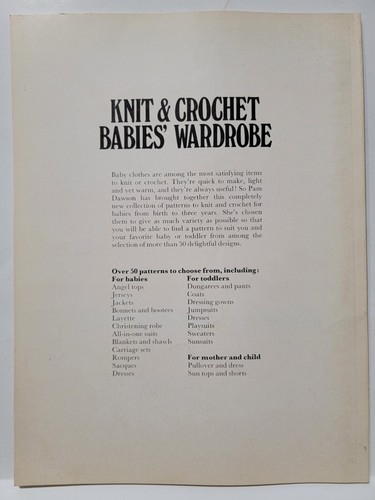 KNIT & CROCHET
BABIES' WARDROBE
Baby clothes are among the most satisfying items
to knit or crochet. They're quick to make, light
and yet warm, and they're always useful! So Pam
Dawson has brought together this completely
new collection of patterns to knit and crochet for
babies from birth to three years. She's chosen
them to give as much variety as possible so that
you will be able to find a pattern to suit you and
your favorite baby or toddler from among the
selection of more than 50 delightful designs.
Over 50 patterns to choose from, including:
For babies
Angel tops
Jerseys
Jackets
Bonnets and bootees
Layette
Christening robe
All-in-one suits
Blankets and shawls
Carriage sets
Rompers
Sacques
Dresses
For toddlers
Dungarees and pants
Coats
Dressing gowns
Jumpsuits
Dresses
Playsuits
Sweaters
Sunsuits
For mother and child
Pullover and dress
Sun tops and shorts